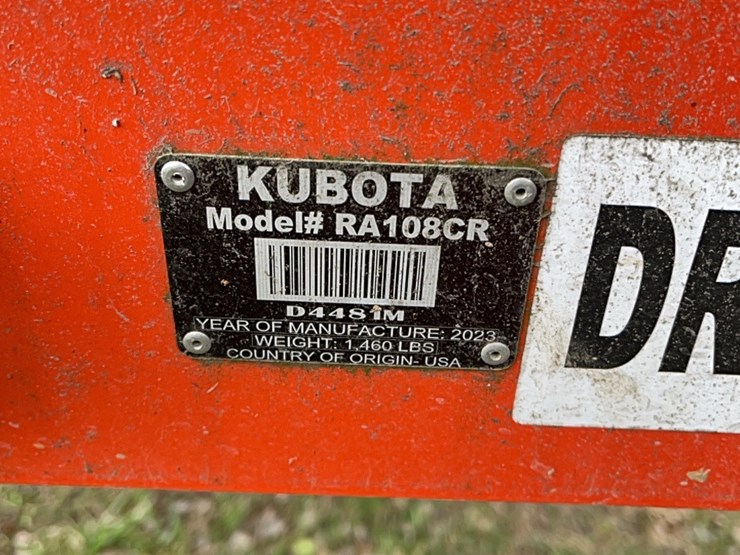 KUBOTA
Model# RA108CR
D4481M
YEAR OF MANUFACTURE: 2023
WEIGHT: 1,460 LBS
COUNTRY OF ORIGIN- USA
DR